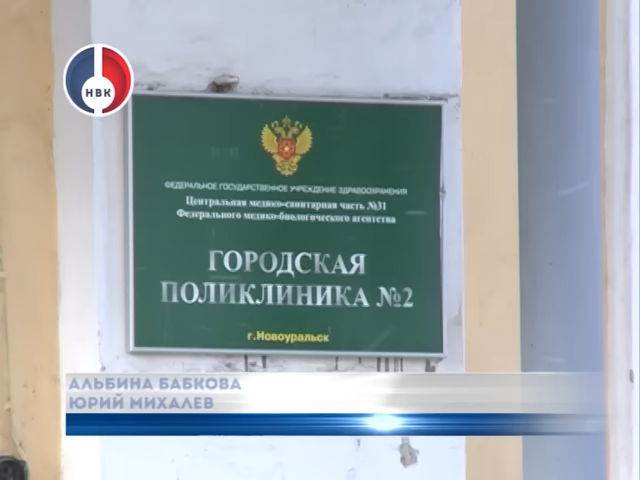 НВК
ФЕДЕРАЛЬНОЕ ГОСУДАРСТВЕННОЕ УЧРЕЖДЕНИЕ ЗДРАВООХРАНЕНИЯ
Центральная медико-санитарная часть №31
Федерального медико-биологического агентства
ГОРОДСКАЯ
ПОЛИКЛИНИКА №2
г.Новоуральск
АЛЬБИНА БАБКОВА
ЮРИЙ МИХАЛЕВ